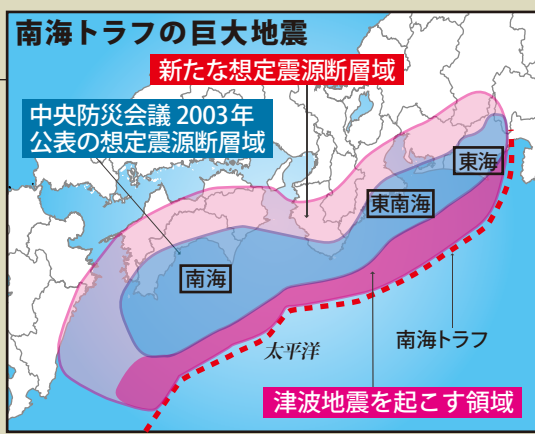 南海トラフの巨大地震
新たな想定震源断層域
中央防災会議 2003年
公表の想定震源断層域
東海
東南海
南海
南海トラフ
太平洋
津波地震を起こす領域